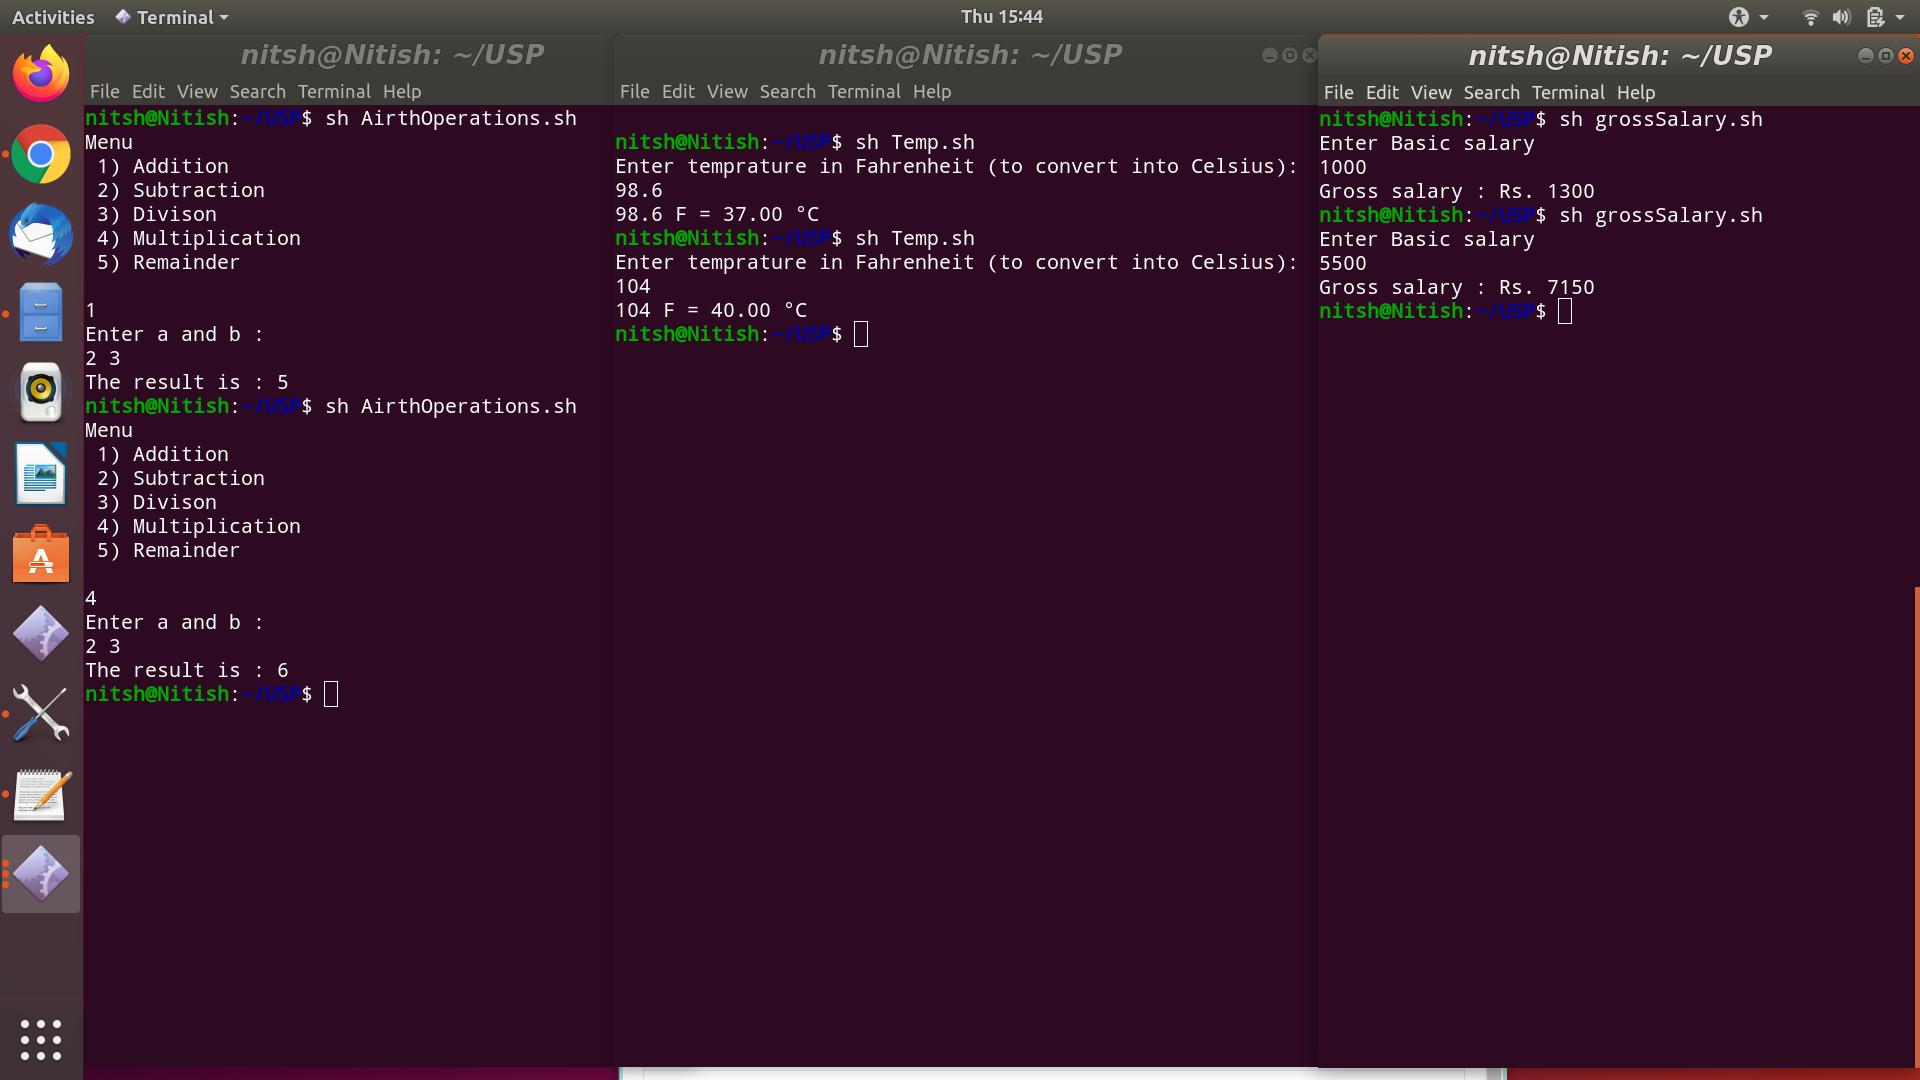 Activities Terminal Thu 15:44
nitsh@Nitish: ~/USP
File Edit View Search Terminal Help
nitsh@Nitish:~/USP$ sh AirthOperations.sh
Menu
1) Addition
2) Subtraction
3) Divison
4) Multiplication
5) Remainder
1
Enter a and b :
2 3
The result is : 5
nitsh@Nitish:~/USP$ sh AirthOperations.sh
Menu
1) Addition
2) Subtraction
3) Divison
4) Multiplication
5) Remainder
4
Enter a and b :
2 3
The result is : 6
nitsh@Nitish:~/USP$
nitsh@Nitish: ~/USP
File Edit View Search Terminal Help
nitsh@Nitish:~/USP$ sh Temp.sh
Enter temprature in Fahrenheit (to convert into Celsius):
98.6
98.6 F = 37.00 °C
nitsh@Nitish:~/USP$ sh Temp.sh
Enter temprature in Fahrenheit (to convert into Celsius):
104
104 F = 40.00 °C
nitsh@Nitish:~/USP$
nitsh@Nitish: ~/USP
File Edit View Search Terminal Help
nitsh@Nitish:~/USP$ sh grossSalary.sh
Enter Basic salary
1000
Gross salary : Rs. 1300
nitsh@Nitish:~/USP$ sh grossSalary.sh
Enter Basic salary
5500
Gross salary : Rs. 7150
nitsh@Nitish:~/USP$